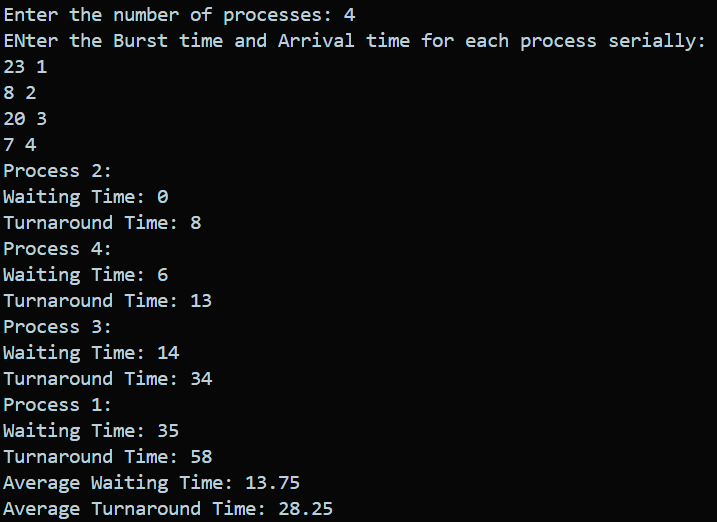 Enter the number of processes: 4
ENter the Burst time and Arrival time for each process serially:
23 1
8 2
20 3
7 4
Process 2:
Waiting Time: 0
Turnaround Time: 8
Process 4:
Waiting Time: 6
Turnaround Time: 13
Process 3:
Waiting Time: 14
Turnaround Time: 34
Process 1:
Waiting Time: 35
Turnaround Time: 58
Average Waiting Time: 13.75
Average Turnaround Time: 28.25